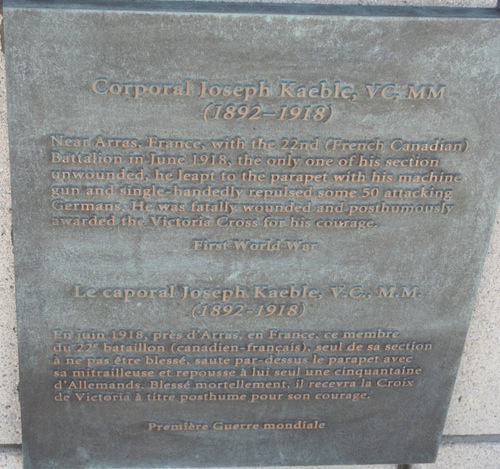 Corporal Joseph Kaeble, VC, MM
(1892–1918)
Near Arras, France, with the 22nd (French Canadian)
Battalion in June 1918, the only one of his section
unwounded, he leapt to the parapet with his machine
gun and single-handedly repulsed some 50 attacking
Germans. He was fatally wounded and posthumously
awarded the Victoria Cross for his courage.
First World War
Le caporal Joseph Kaeble, V.C., M.M.
(1892-1918)
En juin 1918, près d'Arras, en France, ce membre
du 22e bataillon (canadien-français), seul de sa section
à ne pas être blessé, saute par-dessus le parapet avec
sa mitrailleuse et repousse à lui seul une cinquantaine
d'Allemands. Blessé mortellement, il recevra la Croix
de Victoria à titre posthume pour son courage.
Première Guerre mondiale